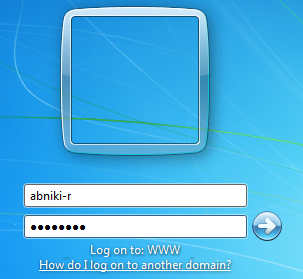 abniki-r
●●●●●●●●
Log on to: WWW
How do I log on to another domain?